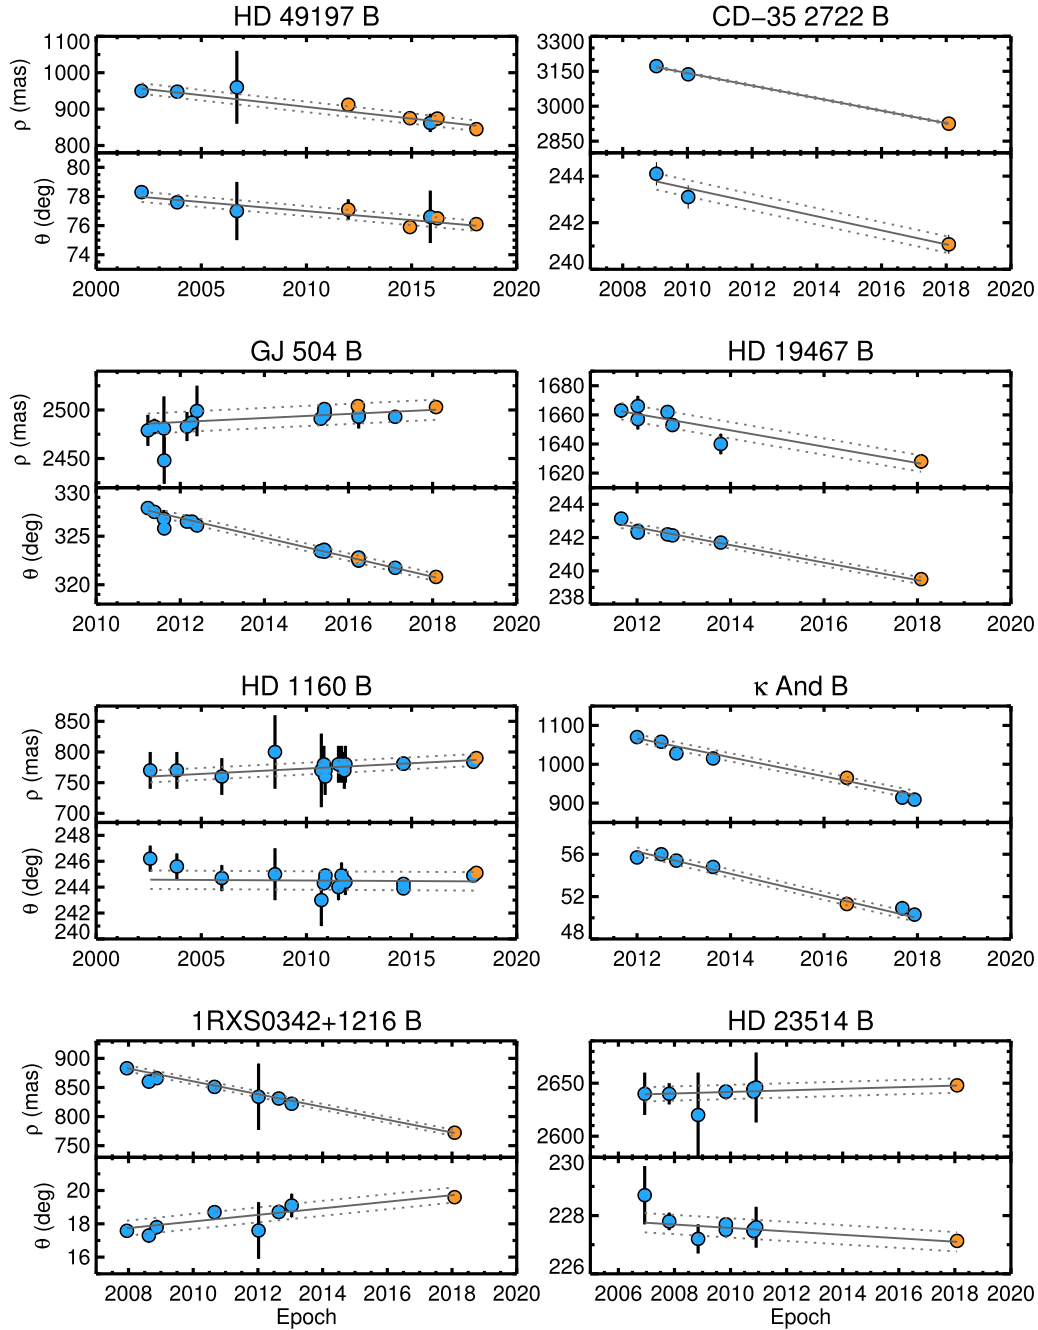 HD 49197 B
CD−35 2722 B
1100
1000
900
800
ρ (mas)
80
78
76
74
θ (deg)
2000 2005 2010 2015 2020
3300
3150
3000
2850
244
242
240
2008 2010 2012 2014 2016 2018 2020
GJ 504 B
HD 19467 B
2500
2450
ρ (mas)
330
325
320
θ (deg)
2010 2012 2014 2016 2018 2020
1680
1660
1640
1620
244
242
240
238
2012 2014 2016 2018 2020
HD 1160 B
κ And B
850
800
750
700
ρ (mas)
248
246
244
242
240
θ (deg)
2000 2005 2010 2015 2020
1100
1000
900
56
52
48
2012 2014 2016 2018 2020
1RXS0342+1216 B
HD 23514 B
900
850
800
750
ρ (mas)
20
18
16
θ (deg)
2008 2010 2012 2014 2016 2018 2020
Epoch
2650
2600
230
228
226
2006 2008 2010 2012 2014 2016 2018 2020
Epoch